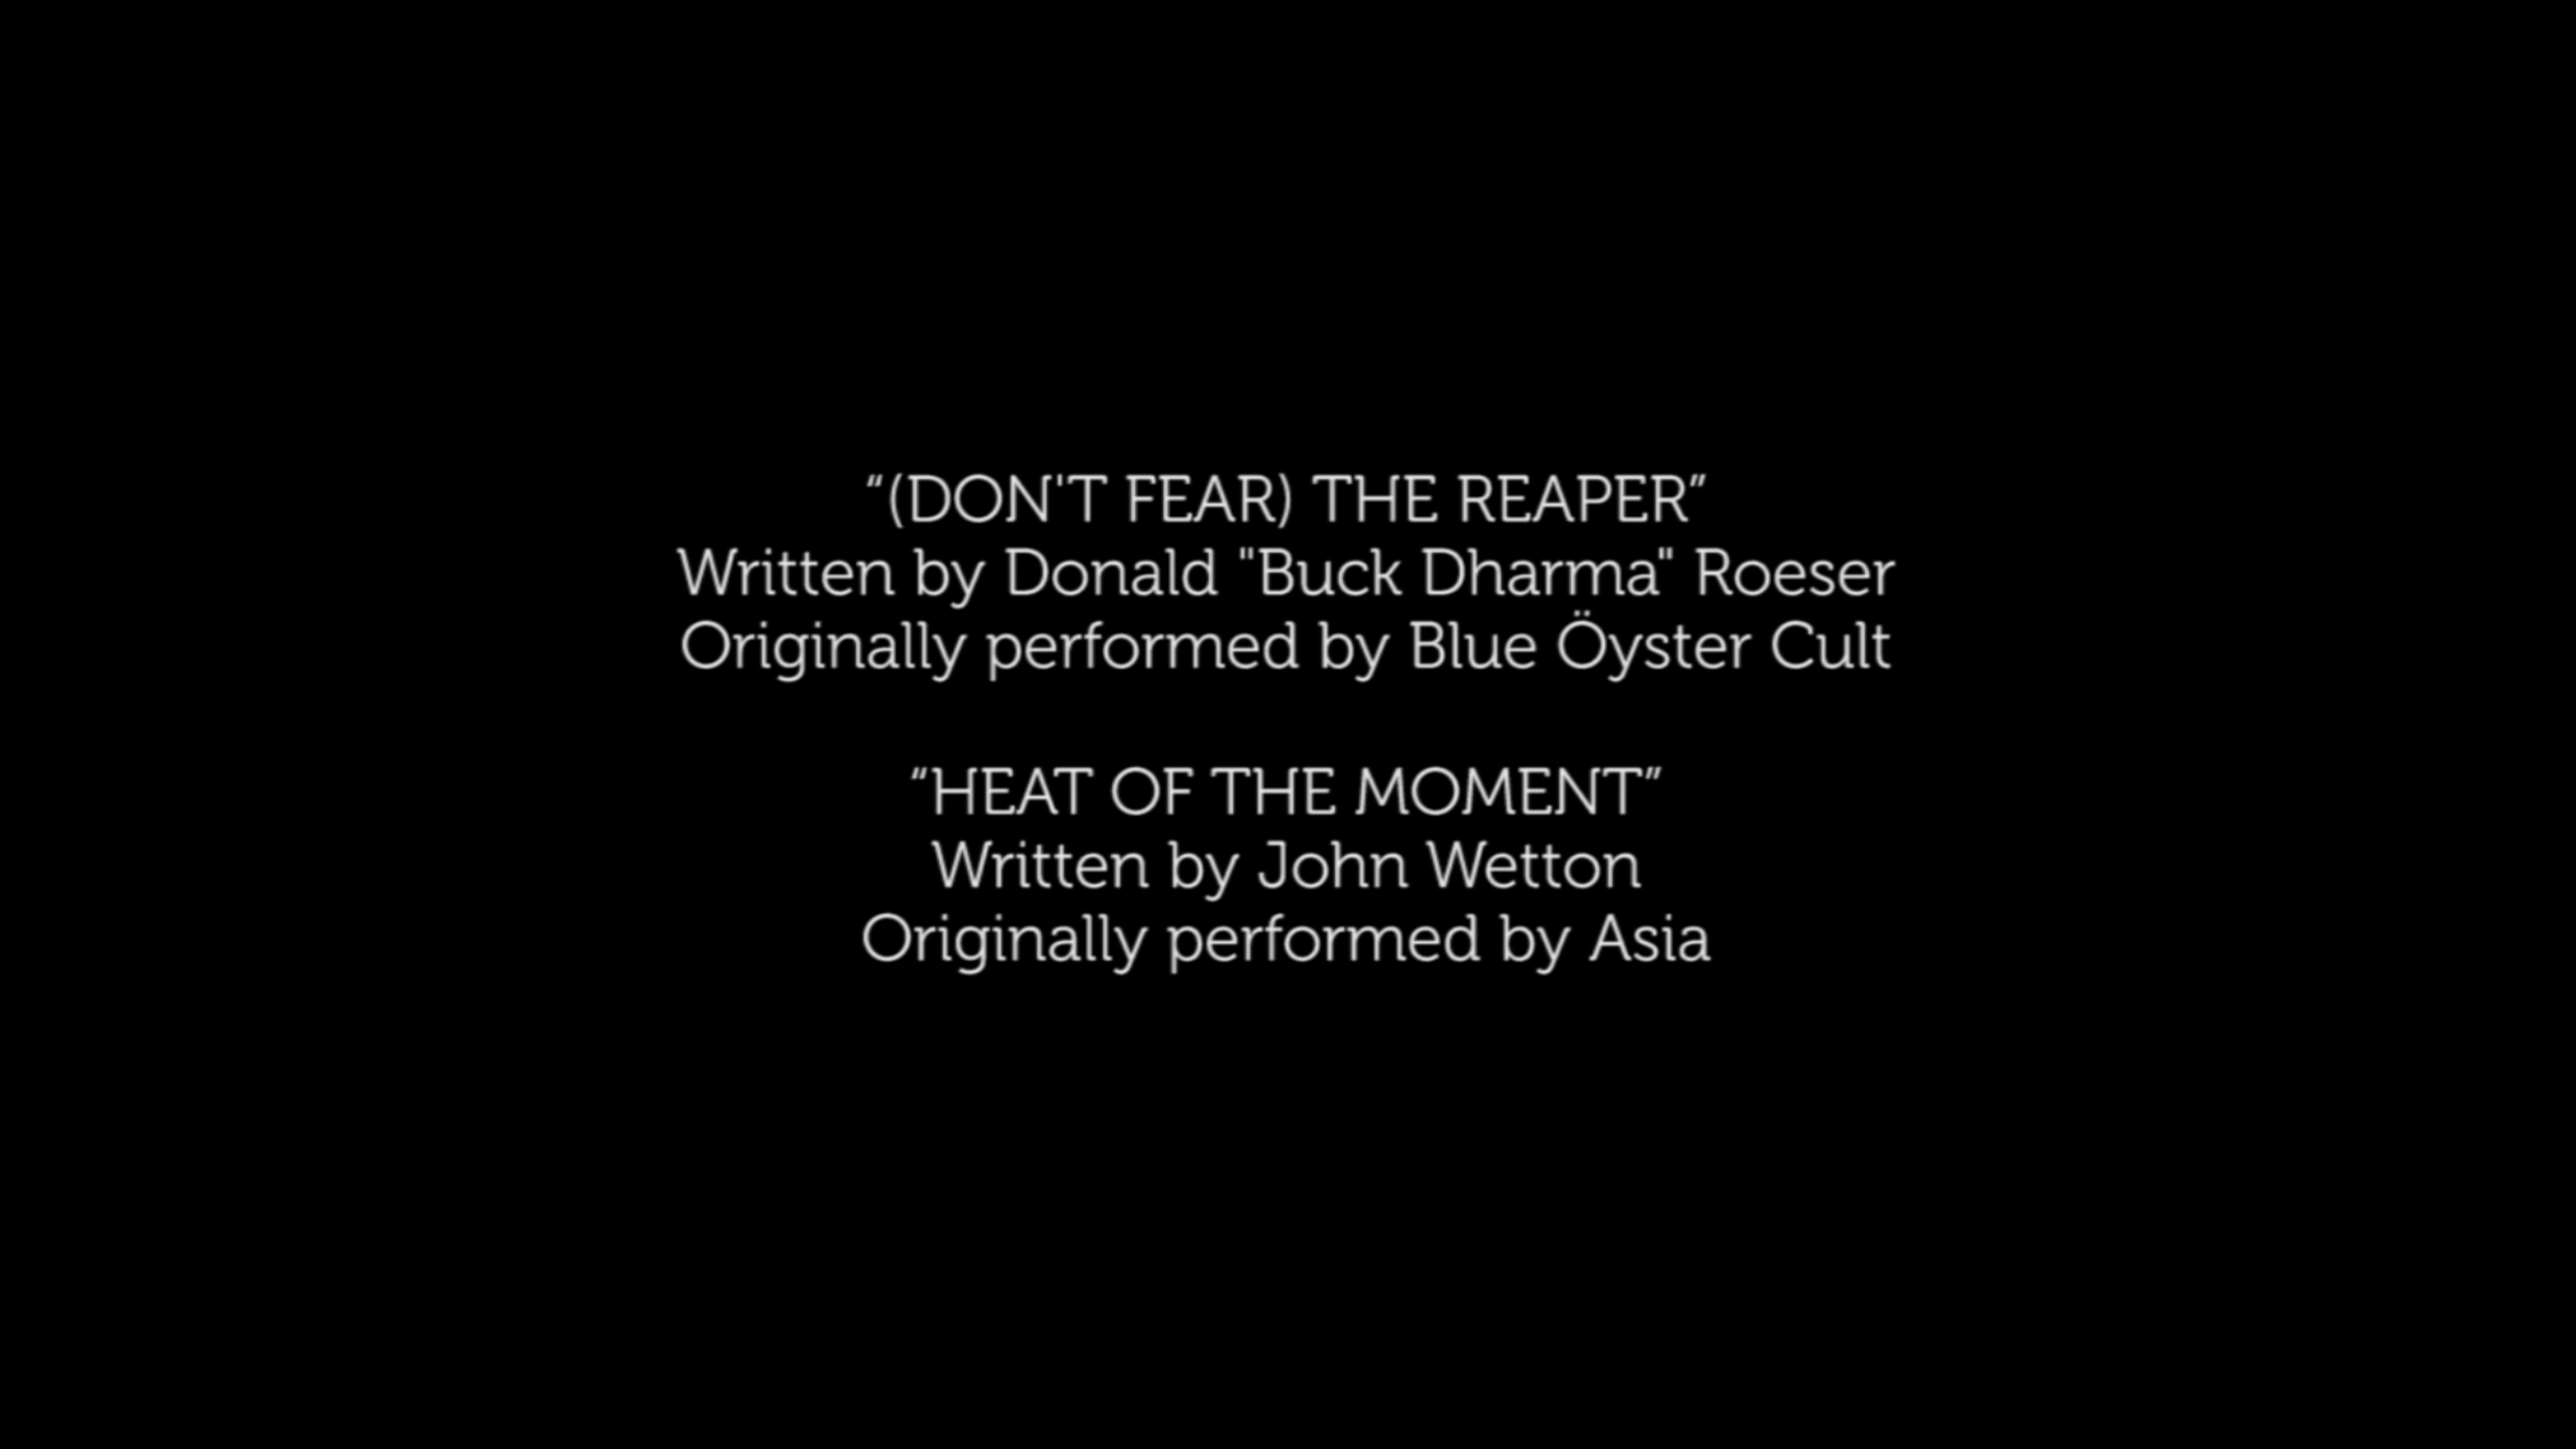 “(DON'T FEAR) THE REAPER”
Written by Donald "Buck Dharma" Roeser
Originally performed by Blue Öyster Cult
“HEAT OF THE MOMENT”
Written by John Wetton
Originally performed by Asia